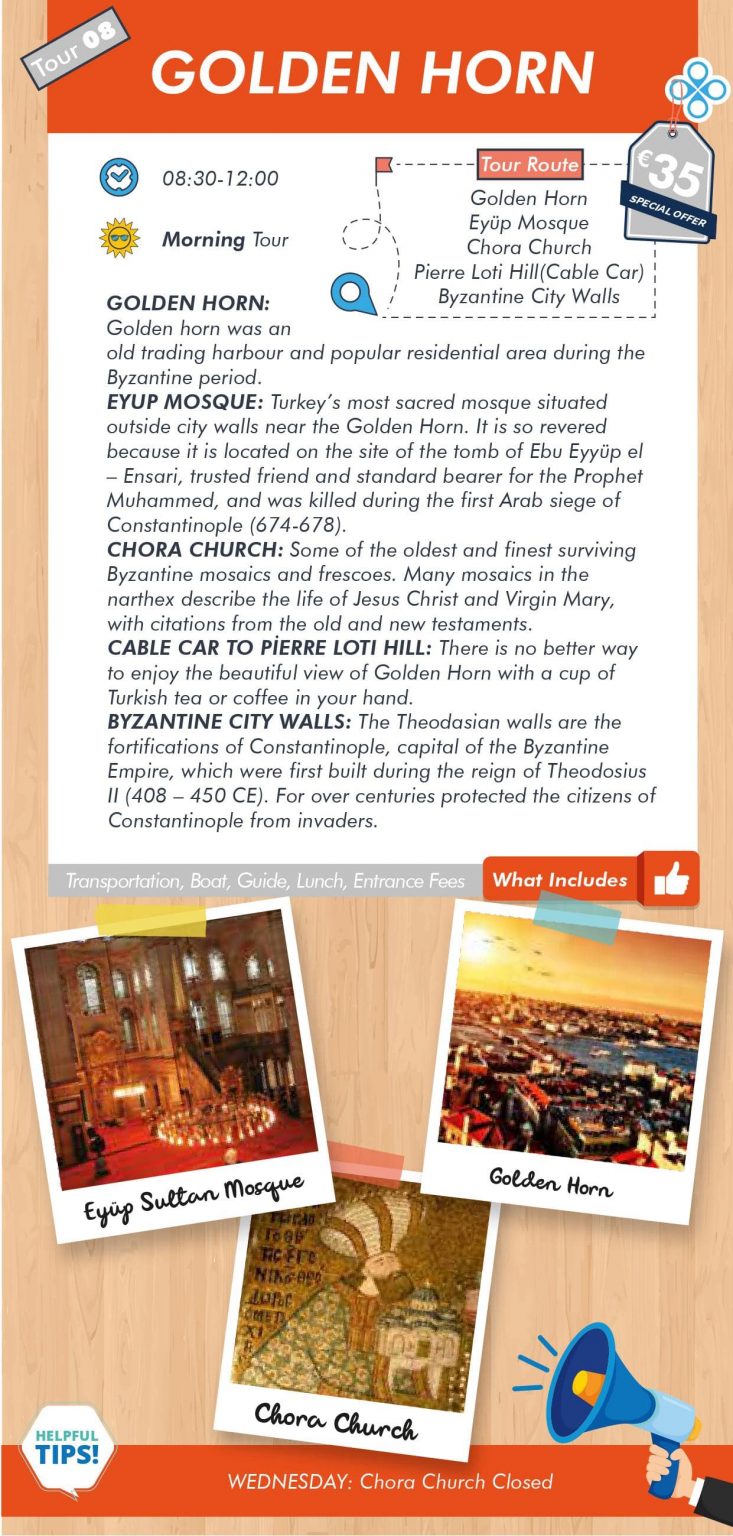 Tour 08
GOLDEN HORN
€35
SPECIAL OFFER
08:30-12:00
Morning Tour
Tour Route
Golden Horn
Eyüp Mosque
Chora Church
Pierre Loti Hill(Cable Car)
Byzantine City Walls
GOLDEN HORN:
Golden horn was an
old trading harbour and popular residential area during the
Byzantine period.
EYUP MOSQUE: Turkey’s most sacred mosque situated
outside city walls near the Golden Horn. It is so revered
because it is located on the site of the tomb of Ebu Eyyüp el
– Ensari, trusted friend and standard bearer for the Prophet
Muhammed, and was killed during the first Arab siege of
Constantinople (674-678).
CHORA CHURCH: Some of the oldest and finest surviving
Byzantine mosaics and frescoes. Many mosaics in the
narthex describe the life of Jesus Christ and Virgin Mary,
with citations from the old and new testaments.
CABLE CAR TO PİERRE LOTI HILL: There is no better way
to enjoy the beautiful view of Golden Horn with a cup of
Turkish tea or coffee in your hand.
BYZANTINE CITY WALLS: The Theodasian walls are the
fortifications of Constantinople, capital of the Byzantine
Empire, which were first built during the reign of Theodosius
II (408 – 450 CE). For over centuries protected the citizens of
Constantinople from invaders.
Transportation, Boat, Guide, Lunch, Entrance Fees
What Includes
Eyüp Sultan Mosque
Golden Horn
Chora Church
HELPFUL
TIPS!
WEDNESDAY: Chora Church Closed